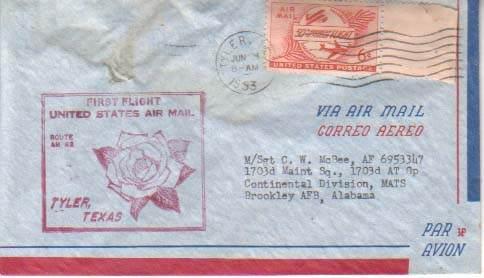 TYLER,
JUN
8-AM
1953
AIR
MAIL
6¢
UNITED STATES POSTAGE
FIRST FLIGHT
UNITED STATES AIR MAIL
ROUTE
AM
TYLER,
TEXAS
VIA AIR MAIL
CORREO AEREO
M/Sgt C. W. McBee, AF 6953347
1703d Maint Sq., 1703d AT Gp
Continental Division, MATS
Brookley AFB, Alabama
PAR
AVION